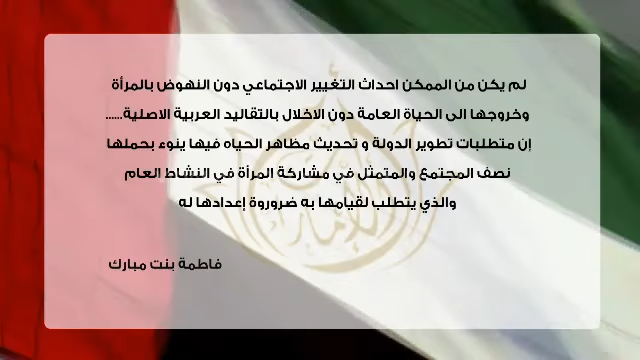 لم يكن من الممكن احداث التغيير الاجتماعي دون النهوض بالمرأة
وخروجها الى الحياة العامة دون الاخلال بالتقاليد العربية الاصلية......
إن متطلبات تطوير الدولة و تحديث مظاهر الحياه فيها ينوء بحملها
نصف المجتمع والمتمثل في مشاركة المرأة في النشاط العام
والذي يتطلب لقيامها به ضروروة إعدادها له
فاطمة بنت مبارك